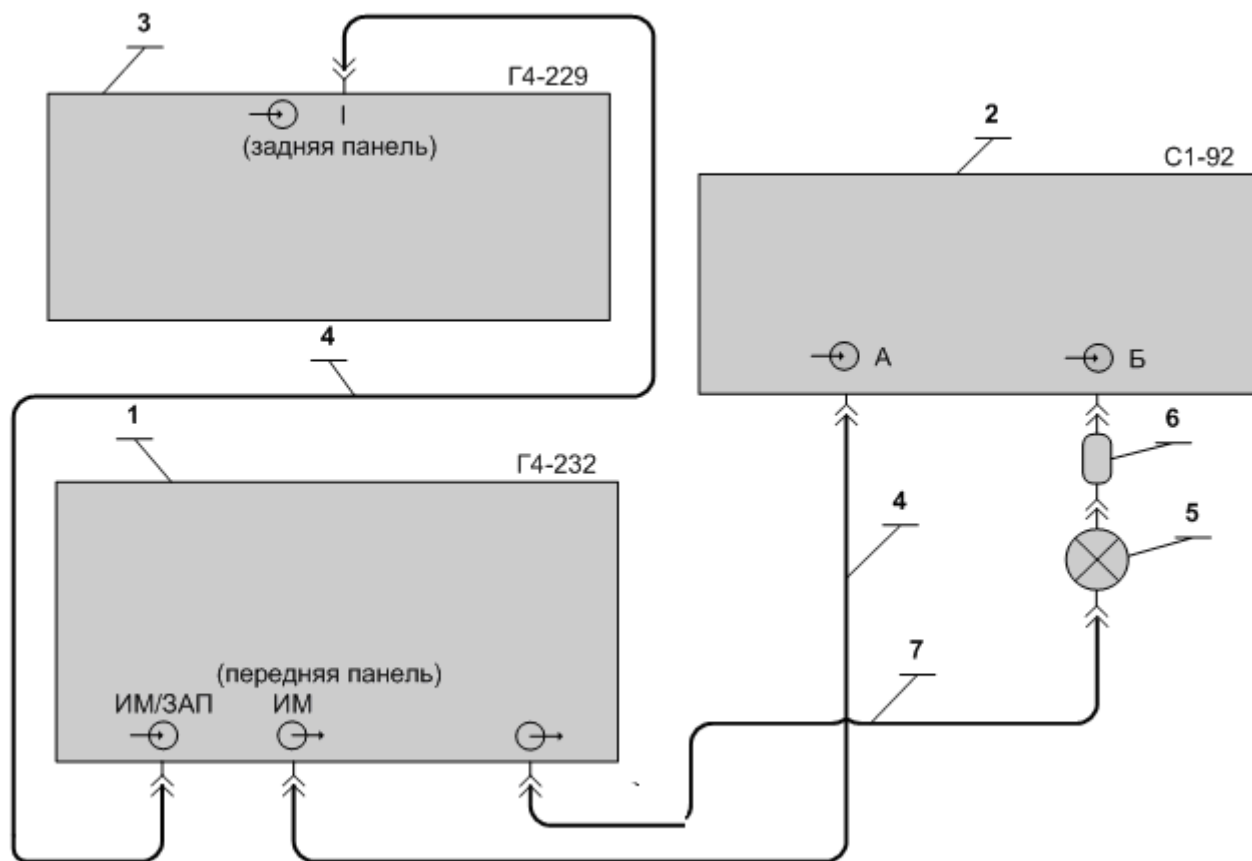 3
Г4-229
I
(задняя панель)
2
С1-92
4
А
Б
1
6
Г4-232
4
5
7
(передняя панель)
ИМ/ЗАП
ИМ